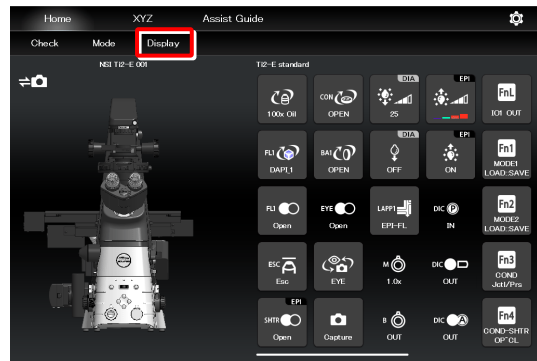 Home XYZ Assist Guide
Check Mode Display
NSI Ti2-E 001 Ti2-E standard
DIA EPI
CON FnL
100x Oil OPEN 25 IO1 OUT
DIA EPI
FL1 BA1 Fn1
DAPI_1 OPEN OFF ON MODE1
LOAD:SAVE
FL1 EYE LAPP1 DIC P Fn2
Open Open EPI-FL IN MODE2
LOAD:SAVE
ESC M DIC Fn3
Esc EYE 1.0x OUT COND
Jctl/Prs
EPI
SHTR B DIC A Fn4
Open Capture OUT OUT COND-SHTR
OP^CL